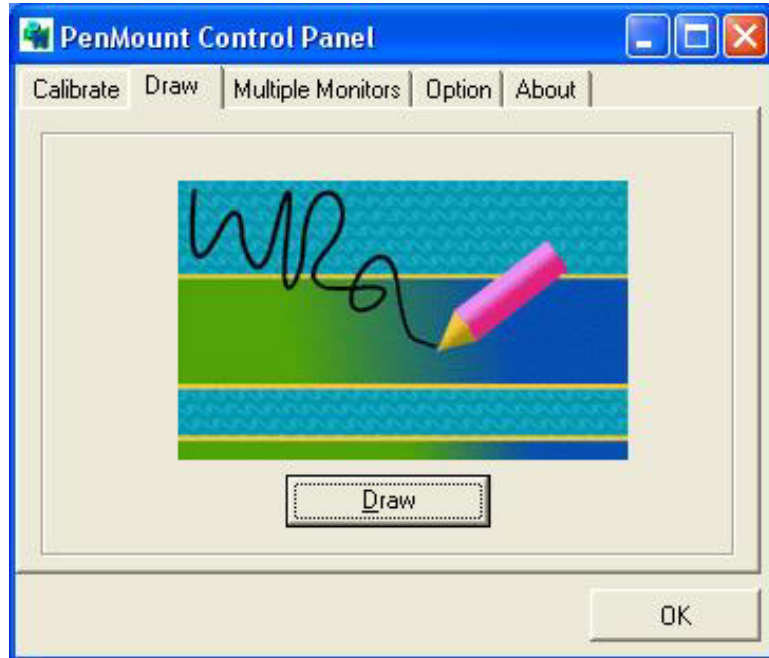 PenMount Control Panel
Calibrate Draw Multiple Monitors Option About
Draw
OK